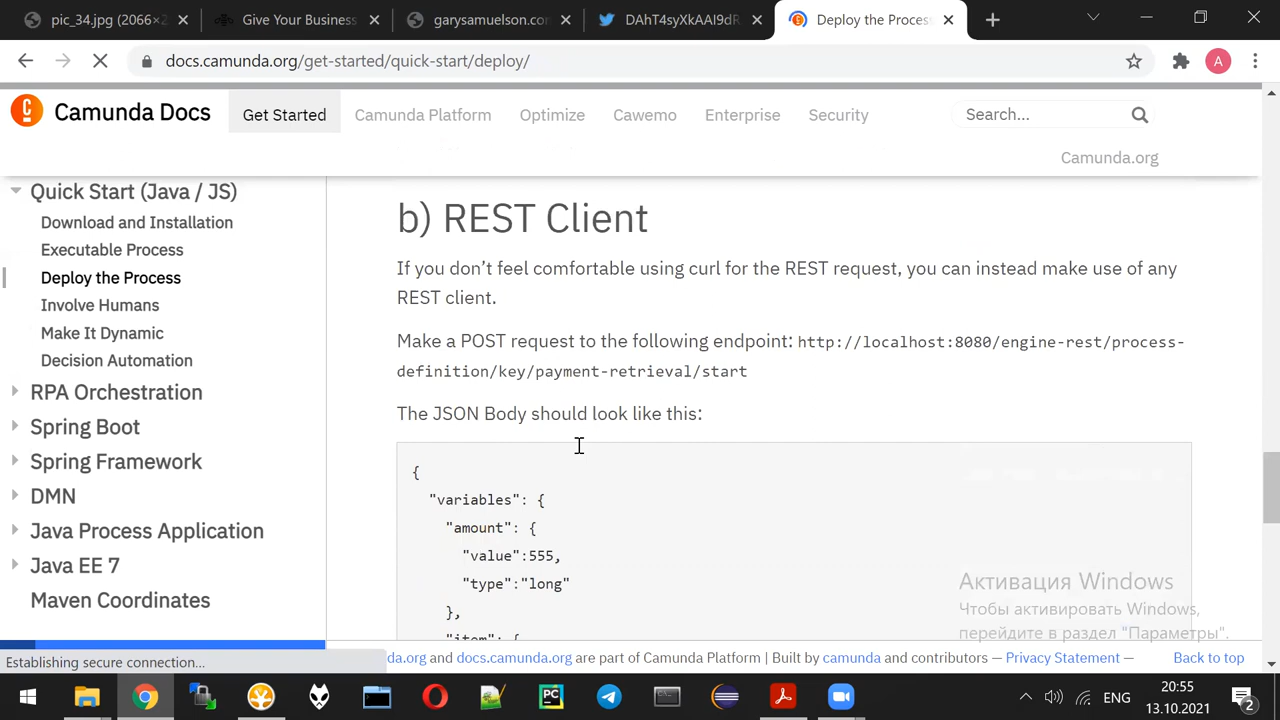 pic_34.jpg (2066×2
Give Your Business
garysamuelson.co
DAhT4syXkAAI9dR
Deploy the Proces
docs.camunda.org/get-started/quick-start/deploy/
A
Camunda Docs
Get Started
Camunda Platform
Optimize
Cawemo
Enterprise
Security
Search...
Camunda.org
Quick Start (Java / JS)
Download and Installation
Executable Process
Deploy the Process
Involve Humans
Make It Dynamic
Decision Automation
RPA Orchestration
Spring Boot
Spring Framework
DMN
Java Process Application
Java EE 7
Maven Coordinates
b) REST Client
If you don’t feel comfortable using curl for the REST request, you can instead make use of any
REST client.
Make a POST request to the following endpoint: http://localhost:8080/engine-rest/process-
definition/key/payment-retrieval/start
The JSON Body should look like this:
{
"variables": {
"amount": {
"value":555,
"type":"long"
},
"item": {
Активация Windows
Чтобы активировать Windows,
перейдите в раздел "Параметры".
Establishing secure connection...
da.org and docs.camunda.org are part of Camunda Platform | Built by camunda and contributors — Privacy Statement —
Back to top
PC
ENG
20:55
13.10.2021
2